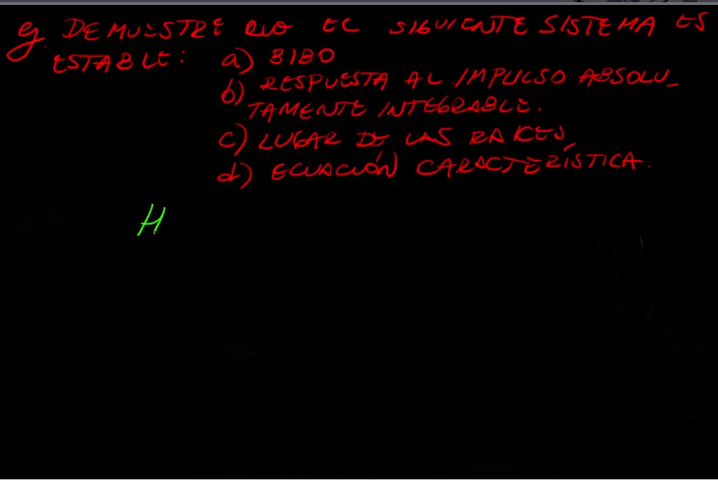 ej DEMUESTRE QUE EL SIGUIENTE SISTEMA ES
ESTABLE: a) BIBO
b) RESPUESTA AL IMPULSO ABSOLU_
TAMENTE INTEGRABLE.
c) LUGAR DE LAS RAICES.
d) ECUACIÓN CARACTERÍSTICA.
H